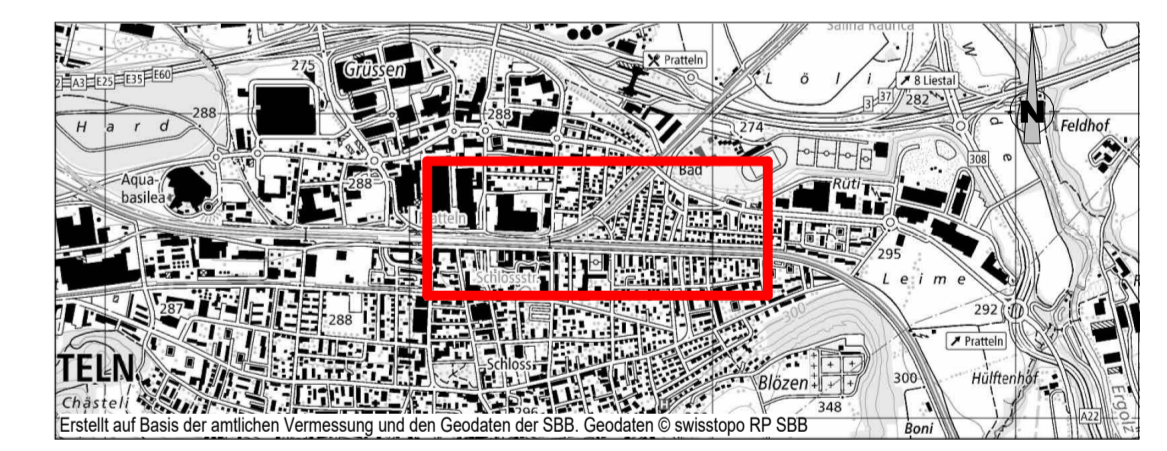 Salina Raurica
Pratteln
W
275
Grüssen
L ö l i
8 Liestal
A3 E25 E35 E60
3 37 282
288
288
N
H a r d
274
d
Feldhof
e
308
Bad
Aqua-
basilea
288
Rüti
Pratteln
295
Schlossstr
L e i m e
300
287
288
292
Pratteln
TELN
Schloss
Blözen
300
Hülftenhof
Chästeli
296
348
A22
Ergolz
Boni
Erstellt auf Basis der amtlichen Vermessung und den Geodaten der SBB. Geodaten © swisstopo RP SBB